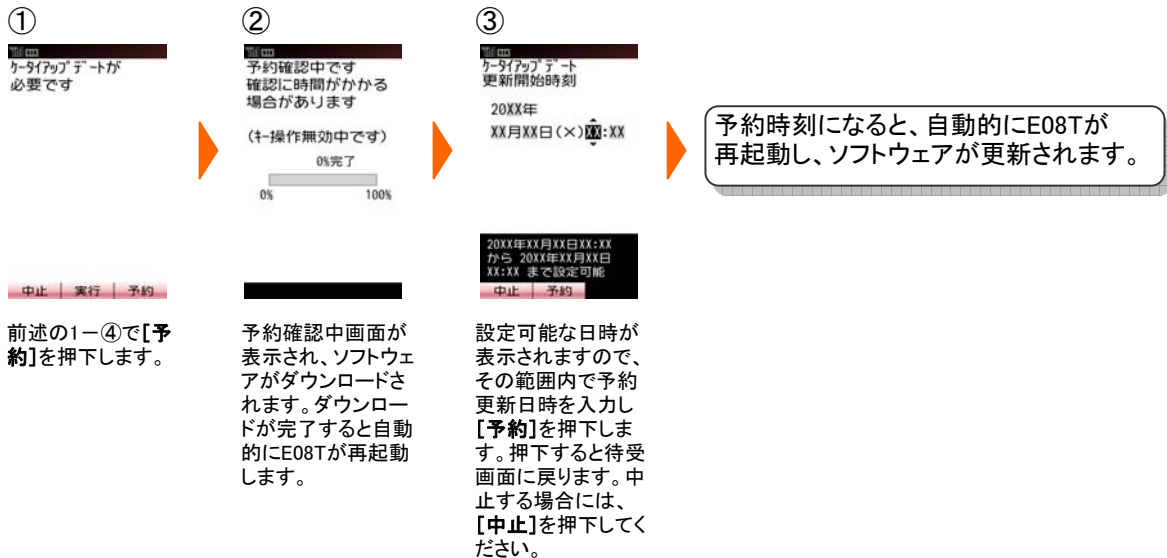 ①
ｹｰﾀｲｱｯﾌﾟﾃﾞｰﾄが
必要です
中止 実行 予約
前述の1－④で[予
約]を押下します。
②
予約確認中です
確認に時間がかかる
場合があります
(ｷｰ操作無効中です)
0%完了
0% 100%
予約確認中画面が
表示され、ソフトウェ
アがダウンロードさ
れます。ダウンロー
ドが完了すると自動
的にE08Tが再起動
します。
③
ｹｰﾀｲｱｯﾌﾟﾃﾞｰﾄ
更新開始時刻
20XX年
XX月XX日(×)XX:XX
20XX年XX月XX日XX:XX
から 20XX年XX月XX日
XX:XX まで設定可能
中止 予約
設定可能な日時が
表示されますので、
その範囲内で予約
更新日時を入力し
[予約]を押下しま
す。押下すると待受
画面に戻ります。中
止する場合には、
[中止]を押下してく
ださい。
予約時刻になると、自動的にE08Tが
再起動し、ソフトウェアが更新されます。